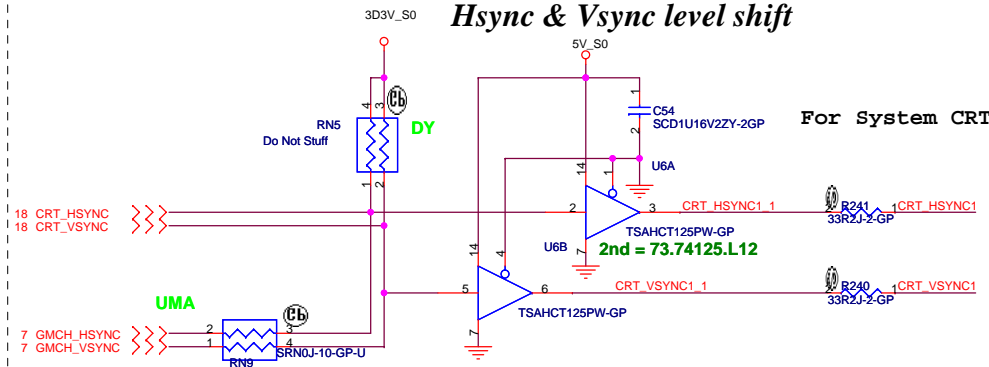 Hsync & Vsync level shift
3D3V_S0
5V_S0
4
3
RN5
Do Not Stuff
DY
1
2
1
C54
SCD1U16V2ZY-2GP
2
For System CRT
U6A
14
1
18 CRT_HSYNC
18 CRT_VSYNC
2
3
CRT_HSYNC1_1
2
R241
1
CRT_HSYNC1
33R2J-2-GP
TSAHCT125PW-GP
7
2nd = 73.74125.L12
U6B
14
4
5
6
CRT_VSYNC1_1
2
R240
1
CRT_VSYNC1
33R2J-2-GP
TSAHCT125PW-GP
7
UMA
7 GMCH_HSYNC
7 GMCH_VSYNC
2
3
1
4
SRN0J-10-GP-U
RN9